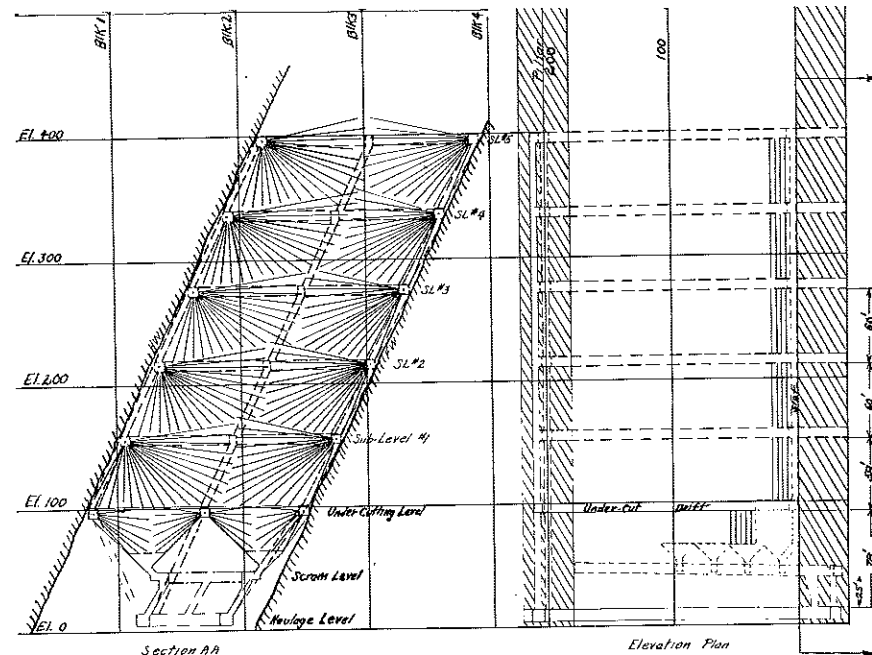 Blk 1
Blk 2
Blk 3
Blk 4
Pillar
200
100
El. 400
SL#5
SL#4
El. 300
SL#3
60'
SL#2
El. 200
60'
Sub-Level #1
El. 100
Under Cutting Level
Under-cut Drift
Scram Level
Haulage Level
El. 0
Section AA
Elevation Plan